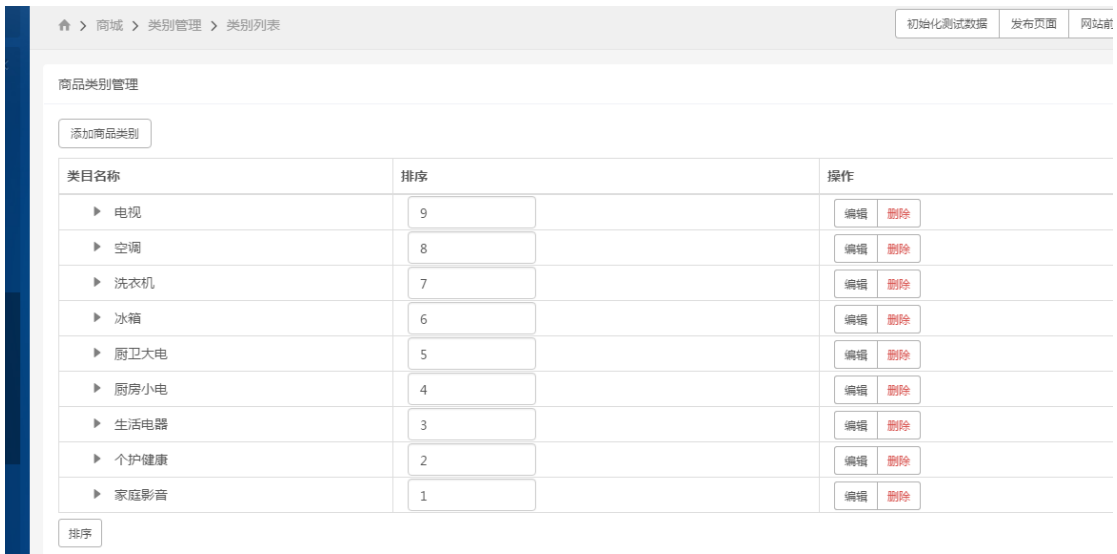 商城 > 类别管理 > 类别列表 初始化测试数据 发布页面 网站前
商品类别管理
添加商品类别
类目名称 排序 操作
电视 9 编辑 删除
空调 8 编辑 删除
洗衣机 7 编辑 删除
冰箱 6 编辑 删除
厨卫大电 5 编辑 删除
厨房小电 4 编辑 删除
生活电器 3 编辑 删除
个护健康 2 编辑 删除
家庭影音 1 编辑 删除
排序